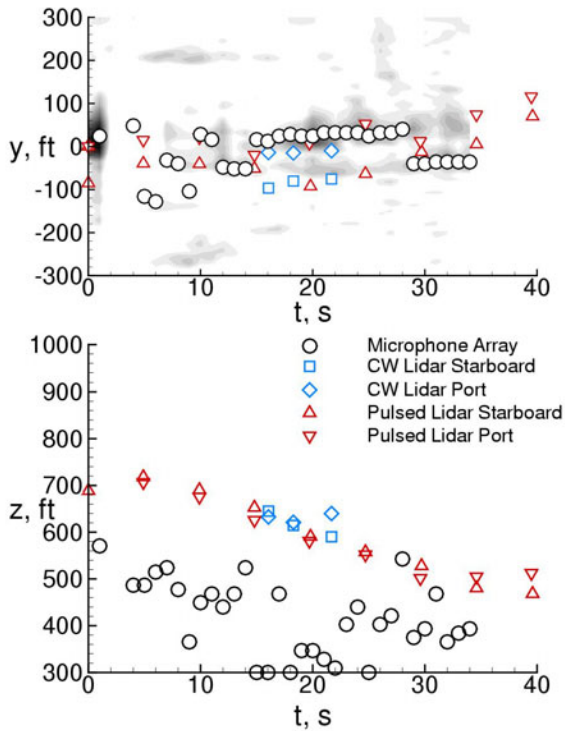 300
200
100
y, ft
0
-100
-200
-300
0
10
20
30
40
t, s
1000
900
800
700
z, ft
600
500
400
300
0
10
20
30
40
t, s
Microphone Array
CW Lidar Starboard
CW Lidar Port
Pulsed Lidar Starboard
Pulsed Lidar Port